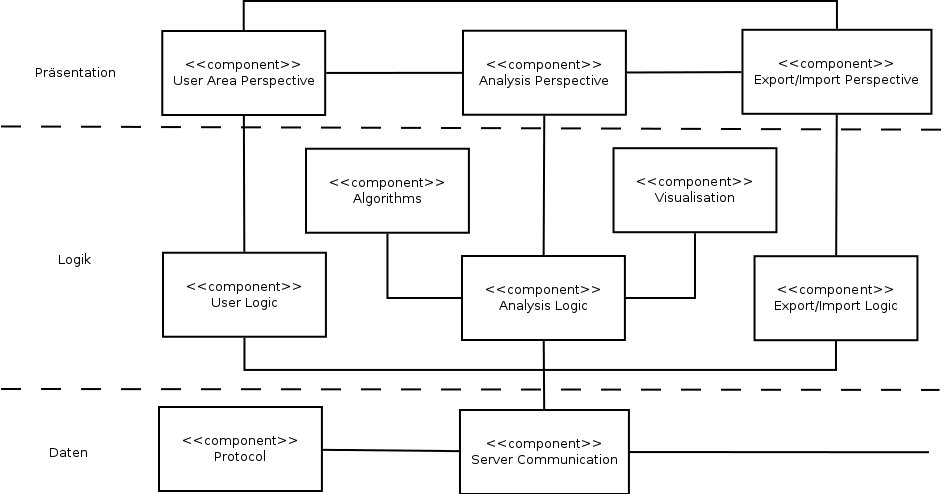 <<component>>
User Area Perspective
<<component>>
Analysis Perspective
<<component>>
Export/Import Perspective
Präsentation
<<component>>
Algorithms
<<component>>
Visualisation
Logik
<<component>>
User Logic
<<component>>
Analysis Logic
<<component>>
Export/Import Logic
Daten
<<component>>
Protocol
<<component>>
Server Communication